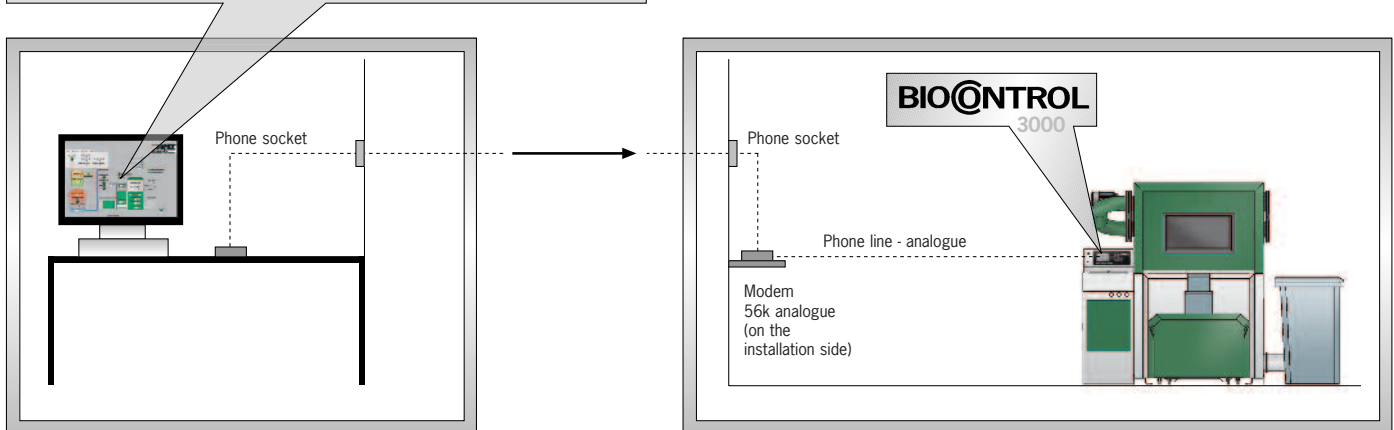 Phone socket
Phone socket
BIOCONTROL
3000
Phone line - analogue
Modem
56k analogue
(on the
installation side)